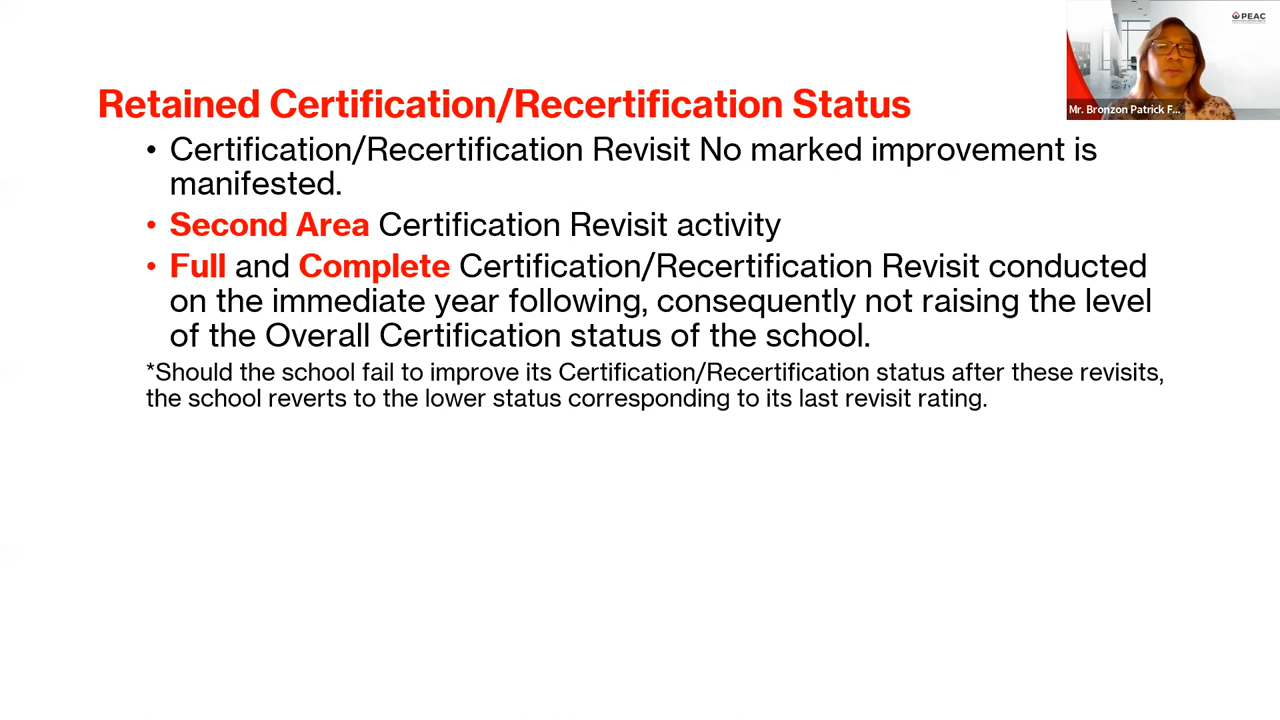 PEAC
Mr. Bronzon Patrick F...
Retained Certification/Recertification Status
• Certification/Recertification Revisit No marked improvement is
manifested.
• Second Area Certification Revisit activity
• Full and Complete Certification/Recertification Revisit conducted
on the immediate year following, consequently not raising the level
of the Overall Certification status of the school.
*Should the school fail to improve its Certification/Recertification status after these revisits,
the school reverts to the lower status corresponding to its last revisit rating.